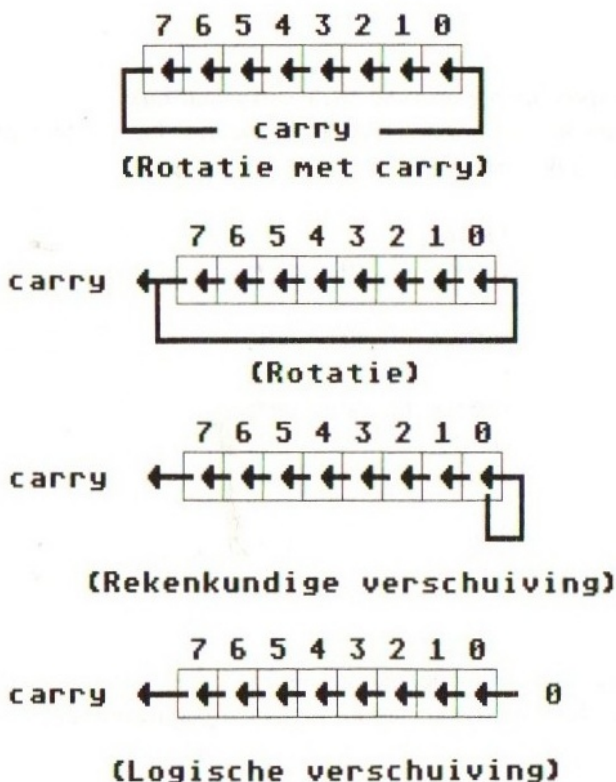 7 6 5 4 3 2 1 0
carry
(Rotatie met carry)
7 6 5 4 3 2 1 0
carry
(Rotatie)
7 6 5 4 3 2 1 0
carry
(Rekenkundige verschuiving)
7 6 5 4 3 2 1 0
carry 0
(Logische verschuiving)